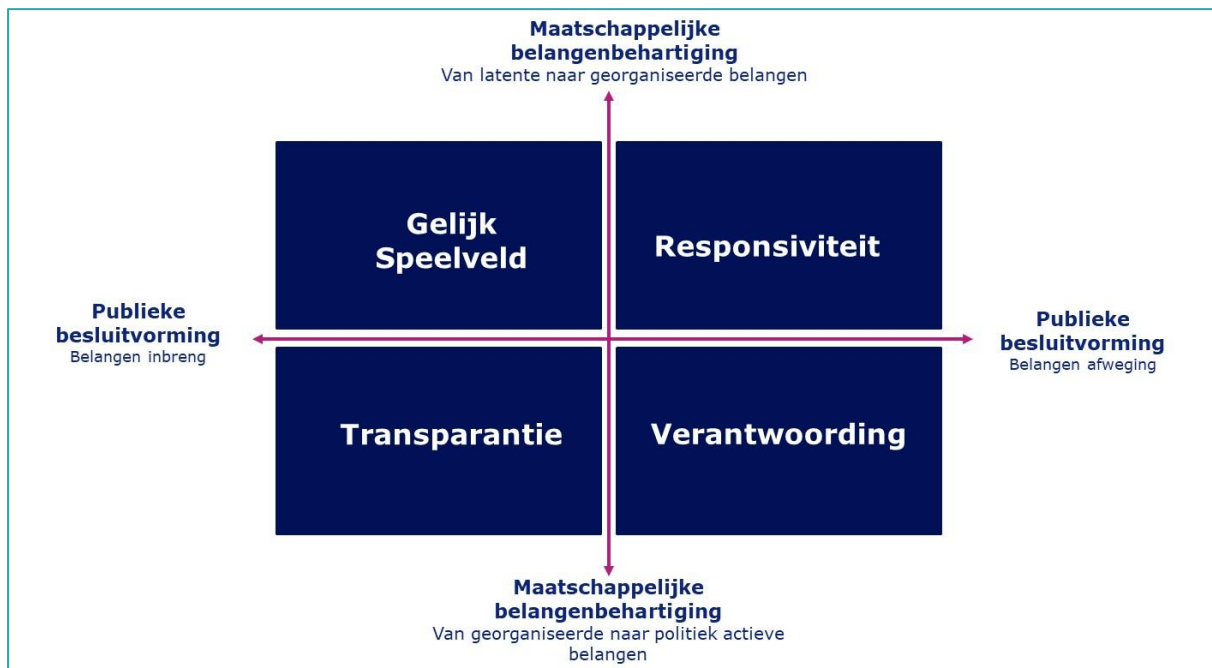 Maatschappelijke
belangenbehartiging
Van latente naar georganiseerde belangen
Gelijk
Speelveld
Responsiviteit
Publieke
besluitvorming
Belangen inbreng
Publieke
besluitvorming
Belangen afweging
Transparantie
Verantwoording
Maatschappelijke
belangenbehartiging
Van georganiseerde naar politiek actieve
belangen